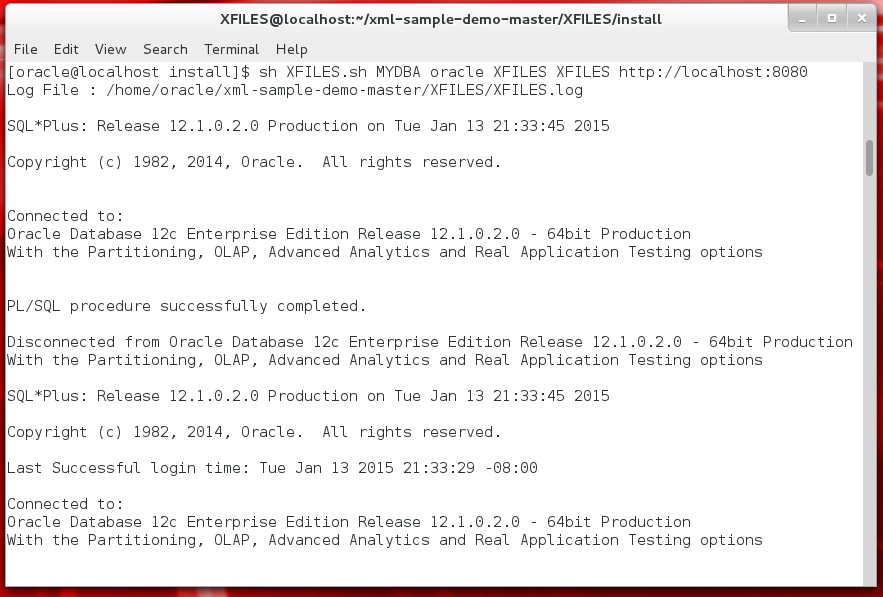 XFILES@localhost:~/xml-sample-demo-master/XFILES/install
File Edit View Search Terminal Help
[oracle@localhost install]$ sh XFILES.sh MYDBA oracle XFILES XFILES http://localhost:8080
Log File : /home/oracle/xml-sample-demo-master/XFILES/XFILES.log
SQL*Plus: Release 12.1.0.2.0 Production on Tue Jan 13 21:33:45 2015
Copyright (c) 1982, 2014, Oracle.  All rights reserved.
Connected to:
Oracle Database 12c Enterprise Edition Release 12.1.0.2.0 - 64bit Production
With the Partitioning, OLAP, Advanced Analytics and Real Application Testing options
PL/SQL procedure successfully completed.
Disconnected from Oracle Database 12c Enterprise Edition Release 12.1.0.2.0 - 64bit Production
With the Partitioning, OLAP, Advanced Analytics and Real Application Testing options
SQL*Plus: Release 12.1.0.2.0 Production on Tue Jan 13 21:33:45 2015
Copyright (c) 1982, 2014, Oracle.  All rights reserved.
Last Successful login time: Tue Jan 13 2015 21:33:29 -08:00
Connected to:
Oracle Database 12c Enterprise Edition Release 12.1.0.2.0 - 64bit Production
With the Partitioning, OLAP, Advanced Analytics and Real Application Testing options